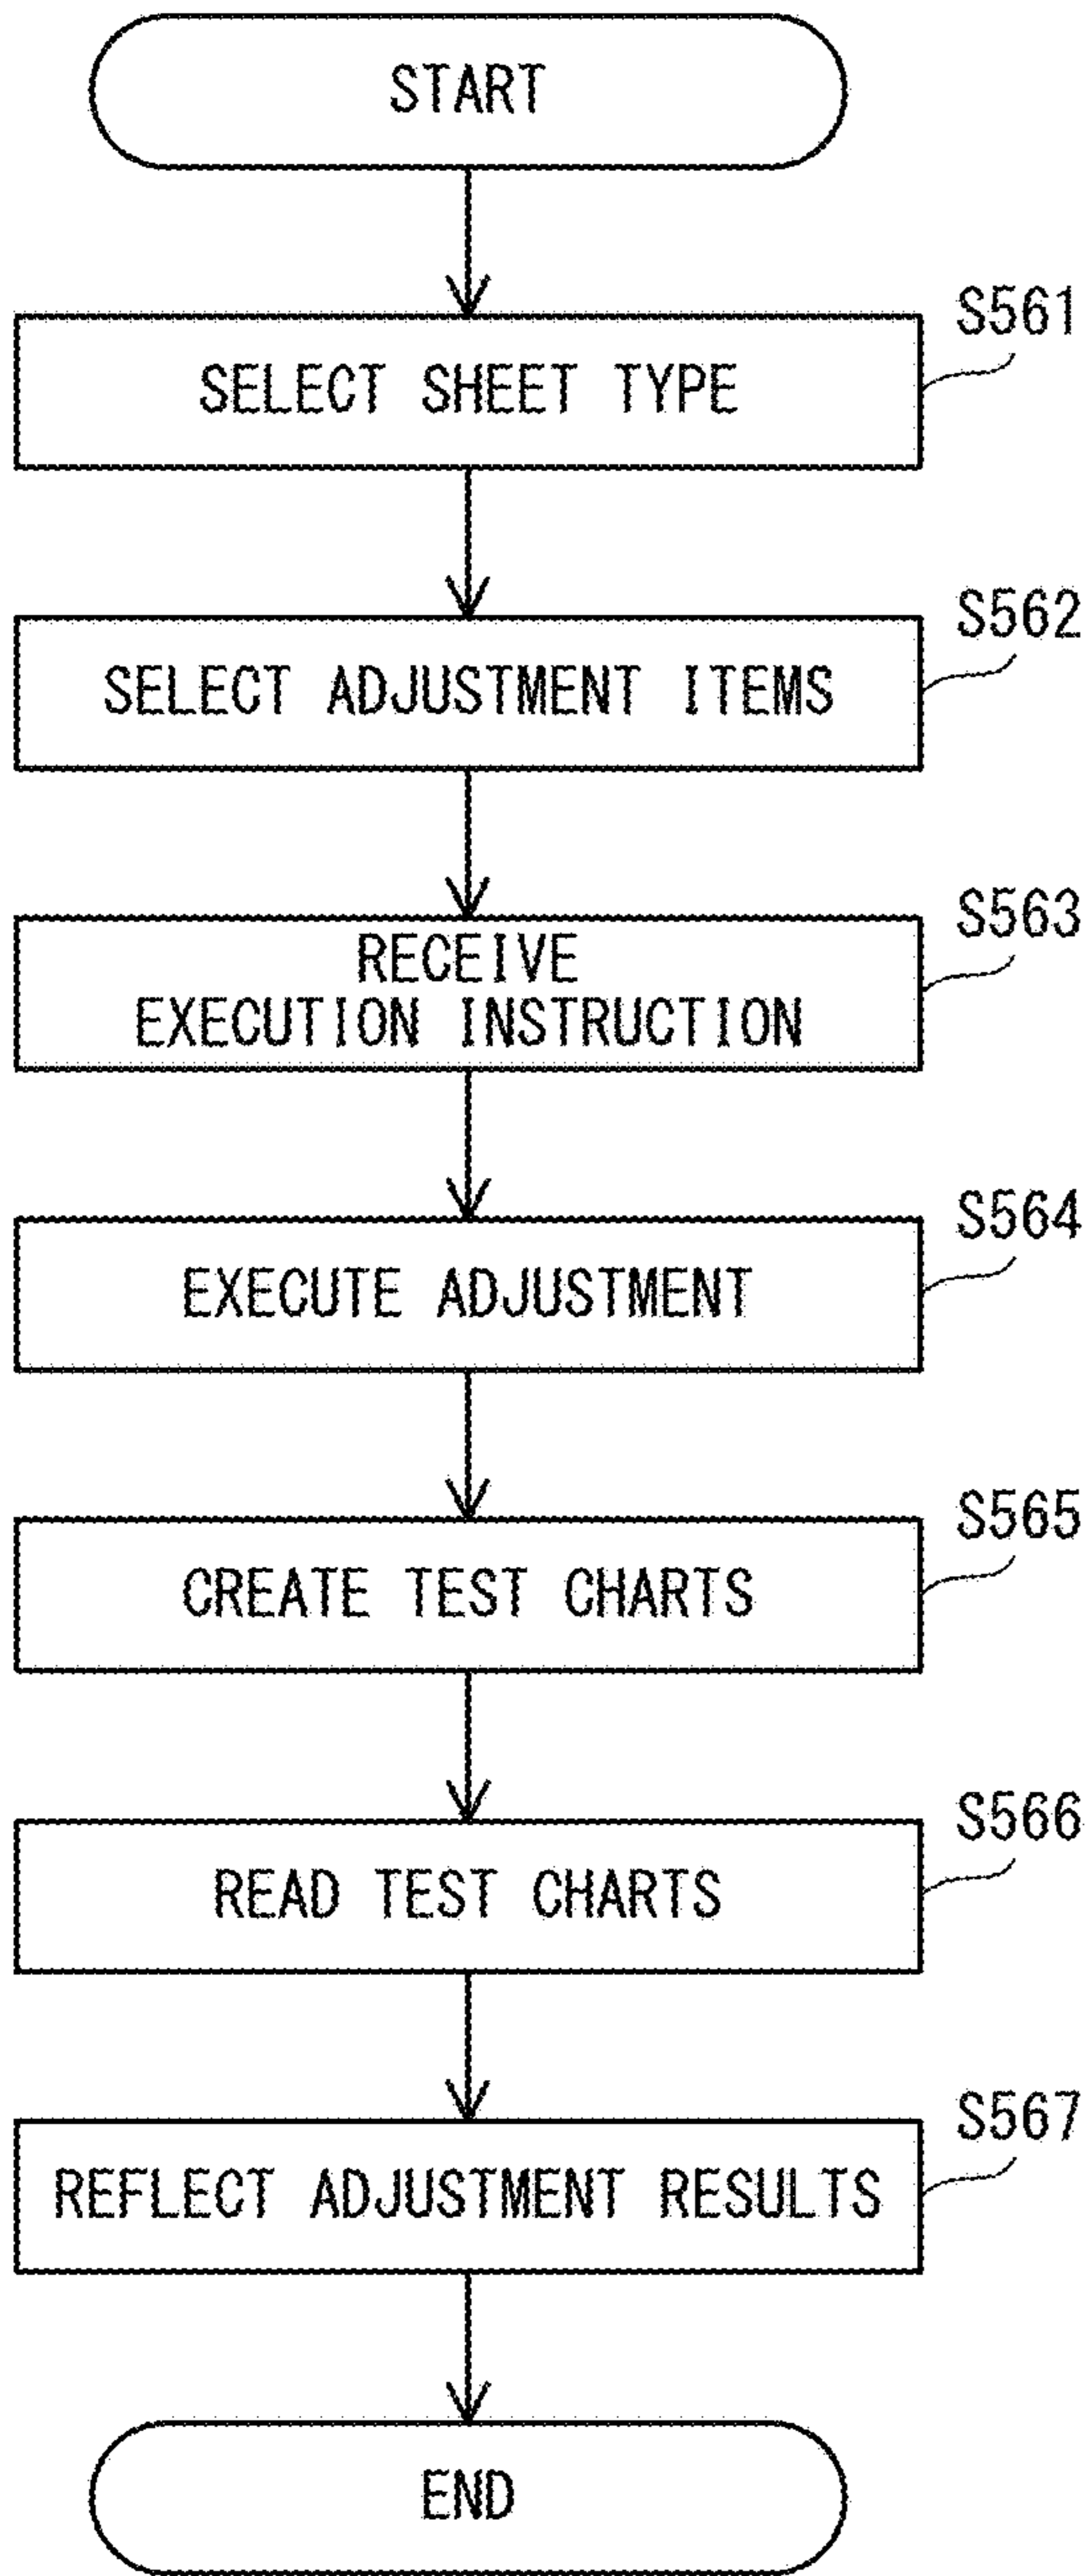 START
S561
SELECT SHEET TYPE
S562
SELECT ADJUSTMENT ITEMS
S563
RECEIVE
EXECUTION INSTRUCTION
S564
EXECUTE ADJUSTMENT
S565
CREATE TEST CHARTS
S566
READ TEST CHARTS
S567
REFLECT ADJUSTMENT RESULTS
END